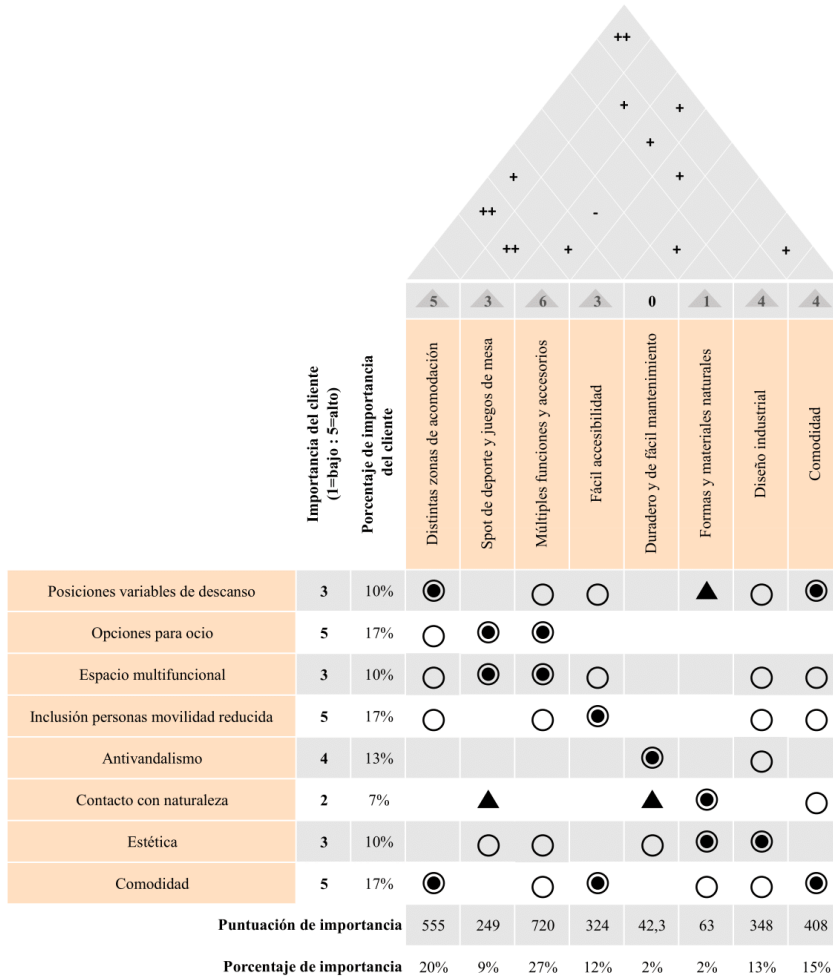 ++
+ +
+
+ +
++ -
++ + + +
5 3 6 3 0 1 4 4
Importancia del cliente
(1=bajo : 5=alto)
Porcentaje de importancia
del cliente
Distintas zonas de acomodación
Spot de deporte y juegos de mesa
Múltiples funciones y accesorios
Fácil accesibilidad
Duradero y de fácil mantenimiento
Formas y materiales naturales
Diseño industrial
Comodidad
Posiciones variables de descanso 3 10%
Opciones para ocio 5 17%
Espacio multifuncional 3 10%
Inclusión personas movilidad reducida 5 17%
Antivandalismo 4 13%
Contacto con naturaleza 2 7%
Estética 3 10%
Comodidad 5 17%
Puntuación de importancia 555 249 720 324 42,3 63 348 408
Porcentaje de importancia 20% 9% 27% 12% 2% 2% 13% 15%